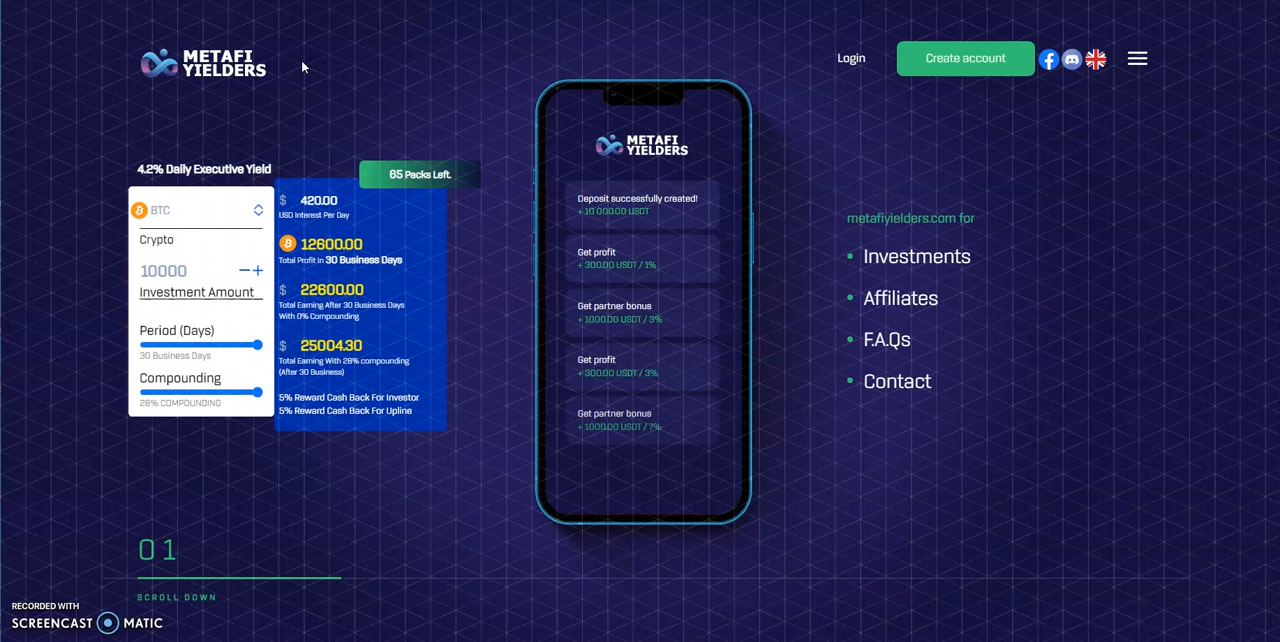 METAFI
YIELDERS
Login
Create account
4.2% Daily Executive Yield
65 Packs Left.
BTC
Crypto
10000
Investment Amount
Period (Days)
30 Business Days
Compounding
28% COMPOUNDING
$ 420.00
USD Interest Per Day
12600.00
Total Profit In 30 Business Days
$ 22600.00
Total Earning After 30 Business Days
With 0% Compounding
$ 25004.30
Total Earning With 28% compounding
(After 30 Business)
5% Reward Cash Back For Investor
5% Reward Cash Back For Upline
METAFI
YIELDERS
Deposit successfully created!
+ 10 000.00 USDT
Get profit
+ 300.00 USDT / 1%
Get partner bonus
+ 1000.00 USDT / 3%
Get profit
+ 300.00 USDT / 3%
Get partner bonus
+ 1000.00 USDT / 7%
metafiyielders.com for
Investments
Affiliates
F.A.Qs
Contact
01
SCROLL DOWN
RECORDED WITH
SCREENCAST MATIC